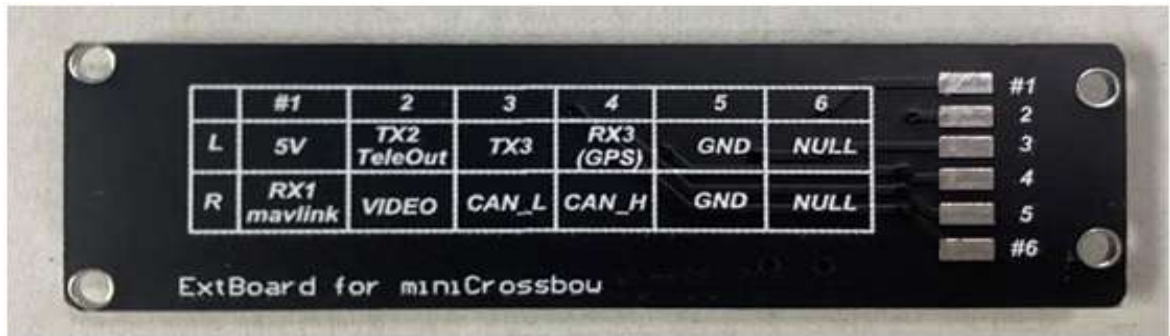 #1 2 3 4 5 6
L 5V TX2 TeleOut TX3 RX3 (GPS) GND NULL
R RX1 mavlink VIDEO CAN_L CAN_H GND NULL
ExtBoard for miniCrossbow
#1
2
3
4
5
#6